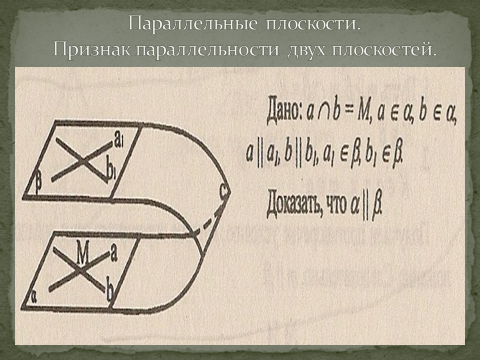 Параллельные плоскости.
Признак параллельности двух плоскостей.
Дано: a ∩ b = M, a ∈ α, b ∈ α,
a || a₁, b || b₁, a₁ ∈ β, b₁ ∈ β.
Доказать, что α || β.
a₁
b₁
β
c
M
a
b
α